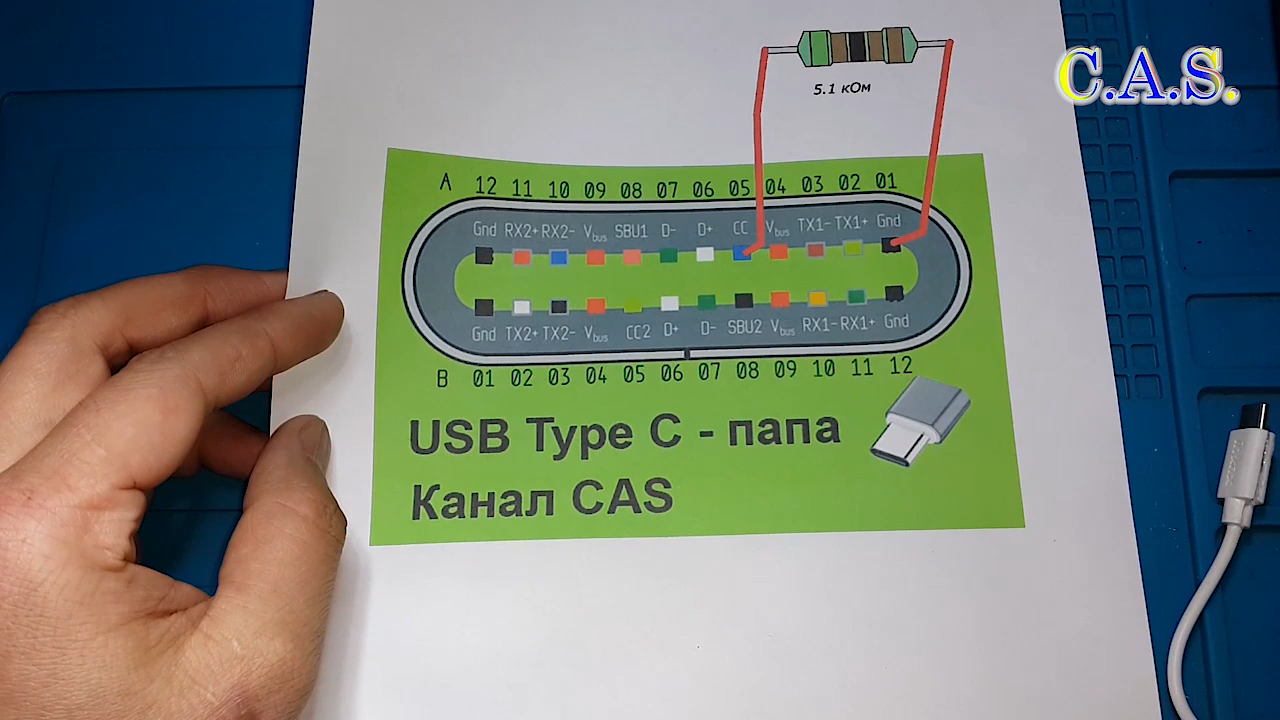 C.A.S.
5.1 кОм
A 12 11 10 09 08 07 06 05 04 03 02 01
Gnd RX2+ RX2- Vbus SBU1 D- D+ CC Vbus TX1- TX1+ Gnd
Gnd TX2+ TX2- Vbus CC2 D+ D- SBU2 Vbus RX1- RX1+ Gnd
B 01 02 03 04 05 06 07 08 09 10 11 12
USB Type C - папа
Канал CAS